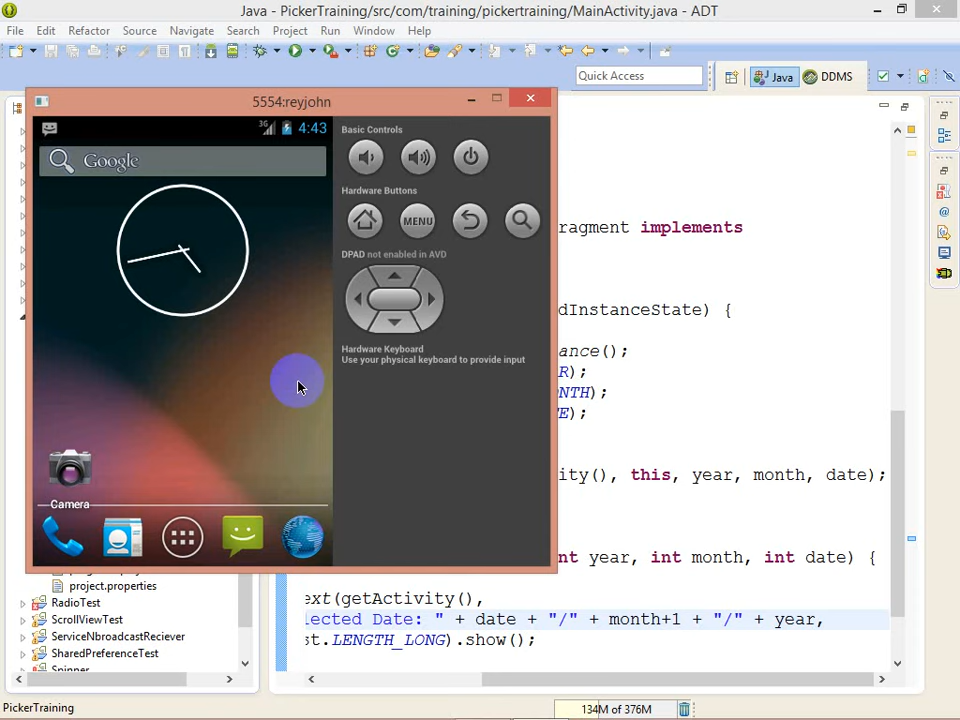 Java - PickerTraining/src/com/training/pickertraining/MainActivity.java - ADT
File Edit Refactor Source Navigate Search Project Run Window Help
Quick Access
Java
DDMS
5554:reyjohn
3G
4:43
Google
Camera
Basic Controls
Hardware Buttons
MENU
DPAD not enabled in AVD
Hardware Keyboard
Use your physical keyboard to provide input
ragment implements
dInstanceState) {
ance();
R);
NTH);
E);
ity(), this, year, month, date);
nt year, int month, int date) {
ext(getActivity(),
lected Date: " + date + "/" + month+1 + "/" + year,
st.LENGTH_LONG).show();
project.properties
RadioTest
ScrollViewTest
ServiceNbroadcastReciever
SharedPreferenceTest
Spinner
PickerTraining
134M of 376M